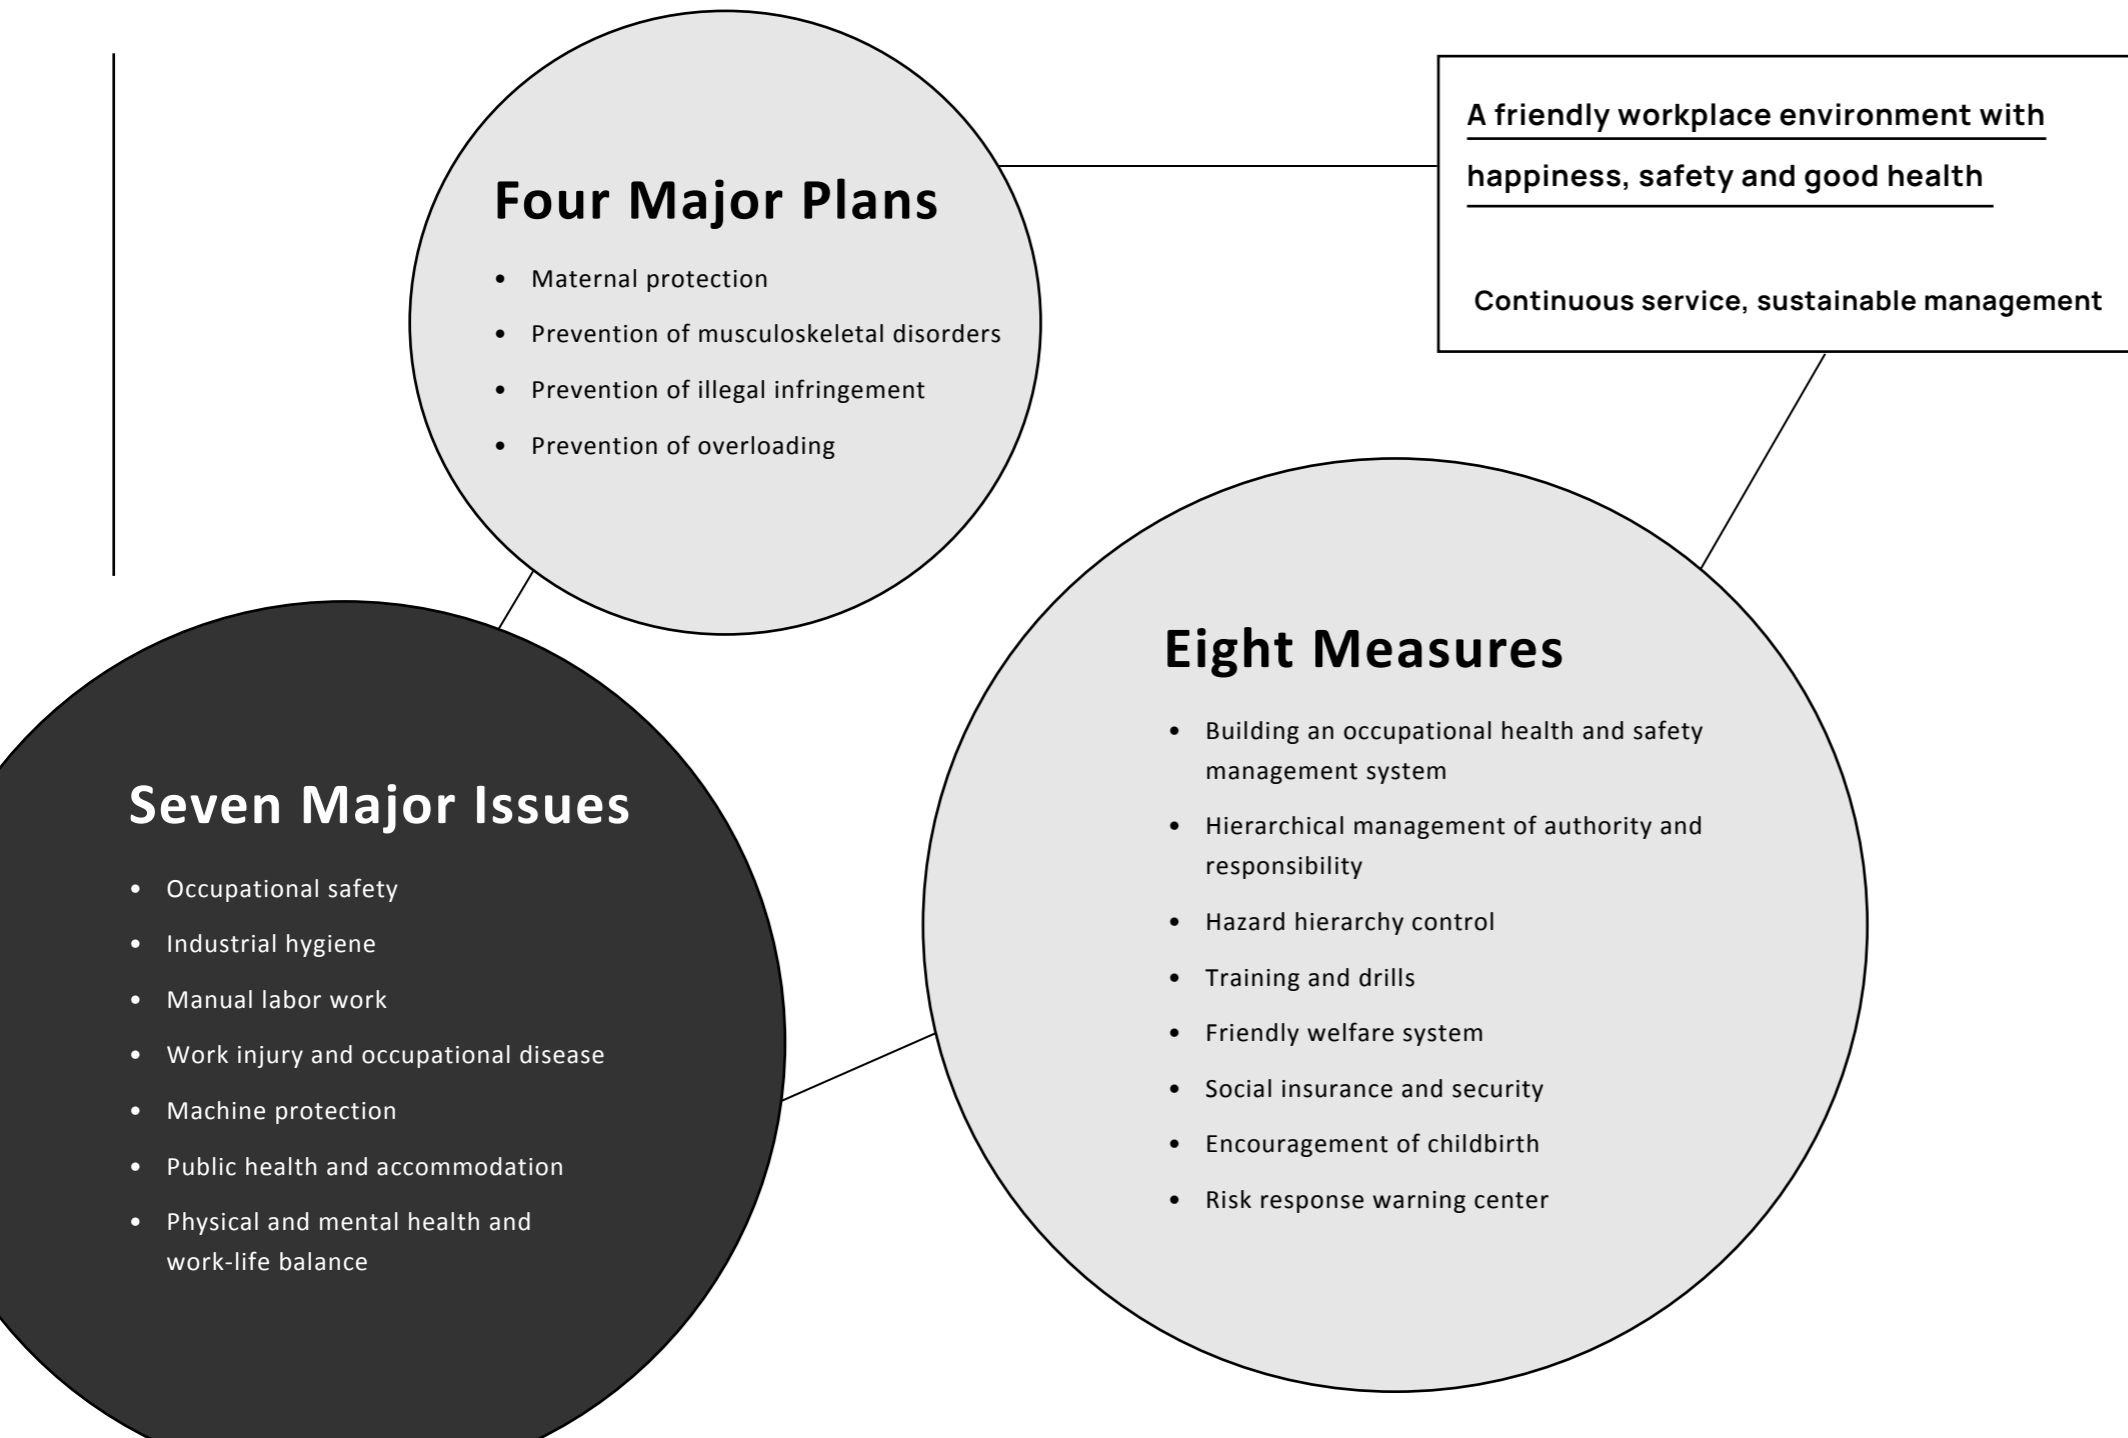 Four Major Plans
• Maternal protection
• Prevention of musculoskeletal disorders
• Prevention of illegal infringement
• Prevention of overloading
A friendly workplace environment with
happiness, safety and good health
Continuous service, sustainable management
Seven Major Issues
• Occupational safety
• Industrial hygiene
• Manual labor work
• Work injury and occupational disease
• Machine protection
• Public health and accommodation
• Physical and mental health and
work-life balance
Eight Measures
• Building an occupational health and safety
management system
• Hierarchical management of authority and
responsibility
• Hazard hierarchy control
• Training and drills
• Friendly welfare system
• Social insurance and security
• Encouragement of childbirth
• Risk response warning center